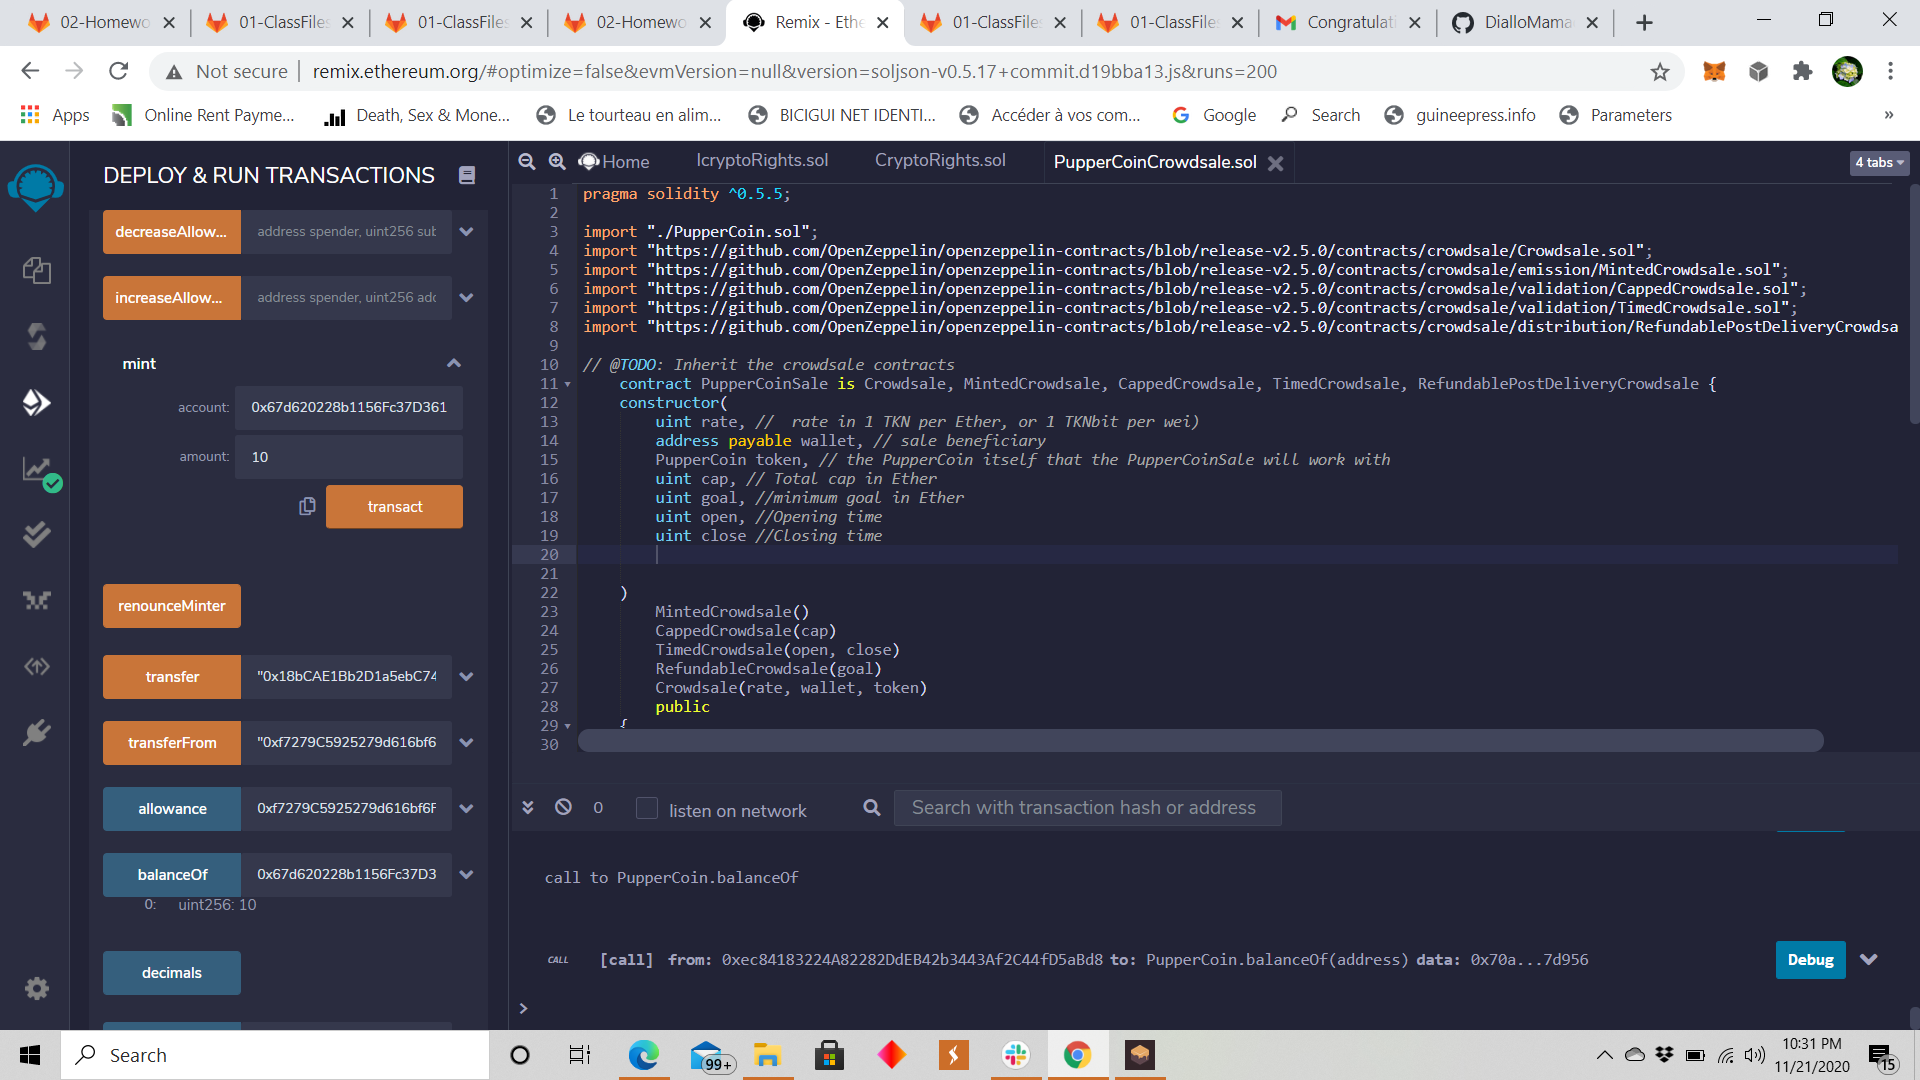 02-Homewo
01-ClassFiles
01-ClassFiles
02-Homewo
Remix - Ethe
01-ClassFiles
01-ClassFiles
Congratulati
DialloMama
Not secure
remix.ethereum.org/#optimize=false&evmVersion=null&version=soljson-v0.5.17+commit.d19bba13.js&runs=200
Apps
Online Rent Payme...
Death, Sex & Mone...
Le tourteau en alim...
BICIGUI NET IDENTI...
Accéder à vos com...
Google
Search
guineepress.info
Parameters
»
DEPLOY & RUN TRANSACTIONS
decreaseAllow...
address spender, uint256 sub
increaseAllow...
address spender, uint256 add
mint
account:
0x67d620228b1156Fc37D361
amount:
10
transact
renounceMinter
transfer
"0x18bCAE1Bb2D1a5ebC74
transferFrom
"0xf7279C5925279d616bf6
allowance
0xf7279C5925279d616bf6F
balanceOf
0x67d620228b1156Fc37D3
0: uint256: 10
decimals
Home
IcryptoRights.sol
CryptoRights.sol
PupperCoinCrowdsale.sol
4 tabs
1 pragma solidity ^0.5.5;
2
3 import "./PupperCoin.sol";
4 import "https://github.com/OpenZeppelin/openzeppelin-contracts/blob/release-v2.5.0/contracts/crowdsale/Crowdsale.sol";
5 import "https://github.com/OpenZeppelin/openzeppelin-contracts/blob/release-v2.5.0/contracts/crowdsale/emission/MintedCrowdsale.sol";
6 import "https://github.com/OpenZeppelin/openzeppelin-contracts/blob/release-v2.5.0/contracts/crowdsale/validation/CappedCrowdsale.sol";
7 import "https://github.com/OpenZeppelin/openzeppelin-contracts/blob/release-v2.5.0/contracts/crowdsale/validation/TimedCrowdsale.sol";
8 import "https://github.com/OpenZeppelin/openzeppelin-contracts/blob/release-v2.5.0/contracts/crowdsale/distribution/RefundablePostDeliveryCrowdsa
9
10 // @TODO: Inherit the crowdsale contracts
11 contract PupperCoinSale is Crowdsale, MintedCrowdsale, CappedCrowdsale, TimedCrowdsale, RefundablePostDeliveryCrowdsale {
12 constructor(
13 uint rate, //  rate in 1 TKN per Ether, or 1 TKNbit per wei)
14 address payable wallet, // sale beneficiary
15 PupperCoin token, // the PupperCoin itself that the PupperCoinSale will work with
16 uint cap, // Total cap in Ether
17 uint goal, //minimum goal in Ether
18 uint open, //Opening time
19 uint close //Closing time
20
21
22 )
23 MintedCrowdsale()
24 CappedCrowdsale(cap)
25 TimedCrowdsale(open, close)
26 RefundableCrowdsale(goal)
27 Crowdsale(rate, wallet, token)
28 public
29 {
30
0
listen on network
Search with transaction hash or address
call to PupperCoin.balanceOf
CALL [call] from: 0xec84183224A82282DdEB42b3443Af2C44fD5aBd8 to: PupperCoin.balanceOf(address) data: 0x70a...7d956
Debug
>
Search
99+
10:31 PM
11/21/2020
15